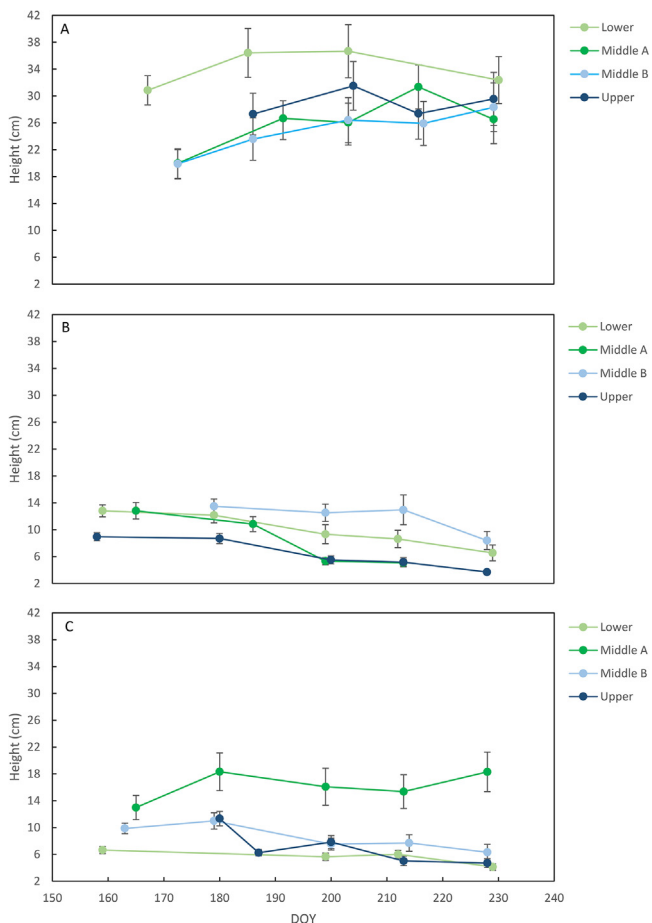 A
42
38
34
30
26
22
18
14
10
6
2
Height (cm)
Lower
Middle A
Middle B
Upper
B
42
38
34
30
26
22
18
14
10
6
2
Height (cm)
Lower
Middle A
Middle B
Upper
C
42
38
34
30
26
22
18
14
10
6
2
Height (cm)
Lower
Middle A
Middle B
Upper
150 160 170 180 190 200 210 220 230 240
DOY